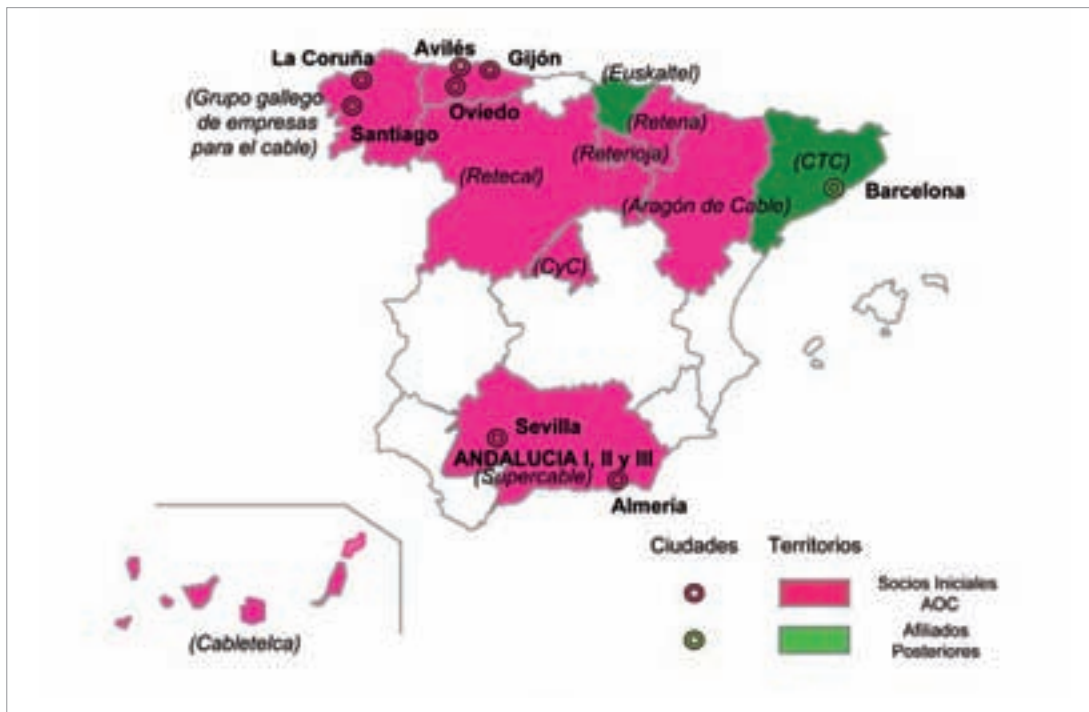 Avilés
La Coruña
Gijón
(Euskaltel)
(Grupo gallego
de empresas
para el cable)
Oviedo
Santiago
(Retena)
(Reterioja)
(Retecal)
(CTC)
Barcelona
(Aragón de Cable)
(CyC)
Sevilla
ANDALUCIA I, II y III
(Supercable)
Almería
(Cabletelca)
Ciudades
Territorios
Socios Iniciales
AOC
Afiliados
Posteriores